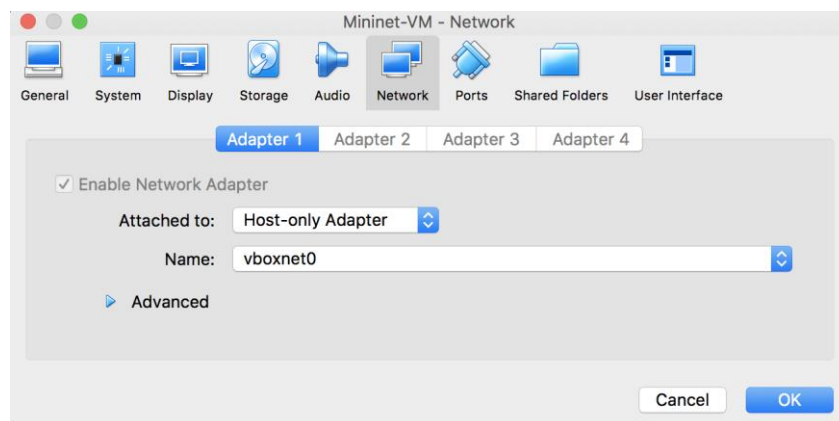 Mininet-VM - Network
General System Display Storage Audio Network Ports Shared Folders User Interface
Adapter 1 Adapter 2 Adapter 3 Adapter 4
Enable Network Adapter
Attached to: Host-only Adapter
Name: vboxnet0
Advanced
Cancel OK